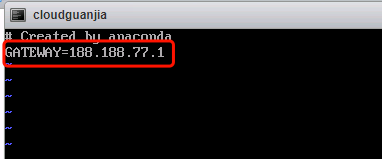 cloudguanjia
# Created by anaconda
GATEWAY=188.188.77.1
~
~
~
~
~
~